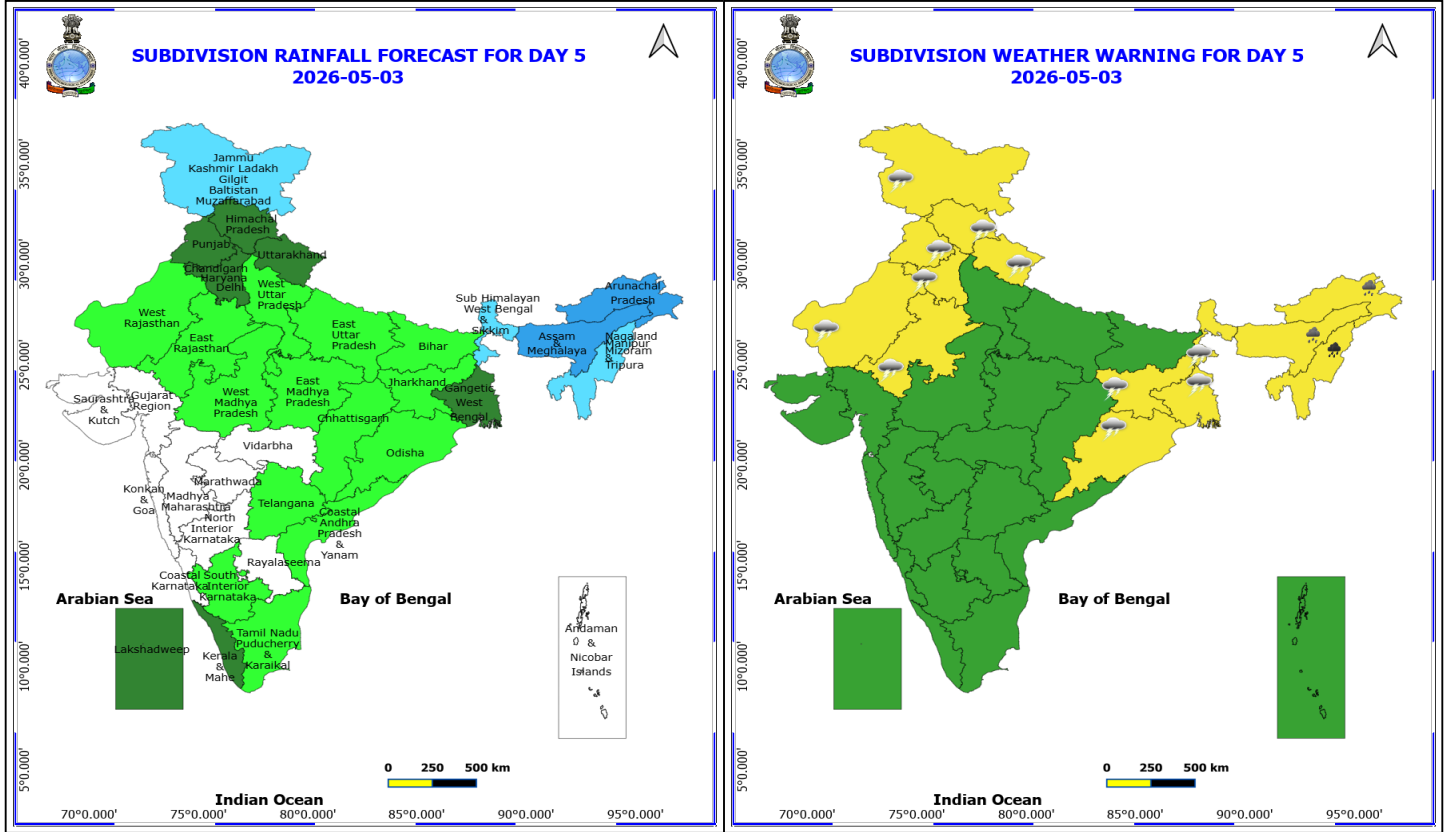 SUBDIVISION RAINFALL FORECAST FOR DAY 5
2026-05-03
40°0.000'
35°0.000'
30°0.000'
25°0.000'
20°0.000'
15°0.000'
10°0.000'
5°0.000'
Jammu
Kashmir Ladakh
Gilgit
Baltistan
Muzaffarabad
Himachal
Pradesh
Punjab
Uttarakhand
Chandigarh
Haryana
Delhi
West
Uttar
Pradesh
West
Rajasthan
East
Rajasthan
East
Uttar
Pradesh
Bihar
Sub Himalayan
West Bengal
&
Sikkim
Arunachal
Pradesh
Assam
&
Meghalaya
Nagaland
Manipur
Mizoram
&
Tripura
Saurashtra
&
Kutch
Gujarat
Region
West
Madhya
Pradesh
East
Madhya
Pradesh
Jharkhand
Gangetic
West
Bengal
Chhattisgarh
Vidarbha
Odisha
Konkan
&
Goa
Marathwada
Madhya
Maharashtra
North
Interior
Karnataka
Telangana
Coastal
Andhra
Pradesh
&
Yanam
Rayalaseema
Coastal
Karnataka
South
Interior
Karnataka
Arabian Sea
Bay of Bengal
Lakshadweep
Kerala
&
Mahe
Tamil Nadu
Puducherry
&
Karaikal
Andaman
&
Nicobar
Islands
0 250 500 km
Indian Ocean
70°0.000' 75°0.000' 80°0.000' 85°0.000' 90°0.000' 95°0.000'
SUBDIVISION WEATHER WARNING FOR DAY 5
2026-05-03
40°0.000'
35°0.000'
30°0.000'
25°0.000'
20°0.000'
15°0.000'
10°0.000'
5°0.000'
Arabian Sea
Bay of Bengal
0 250 500 km
Indian Ocean
70°0.000' 75°0.000' 80°0.000' 85°0.000' 90°0.000' 95°0.000'